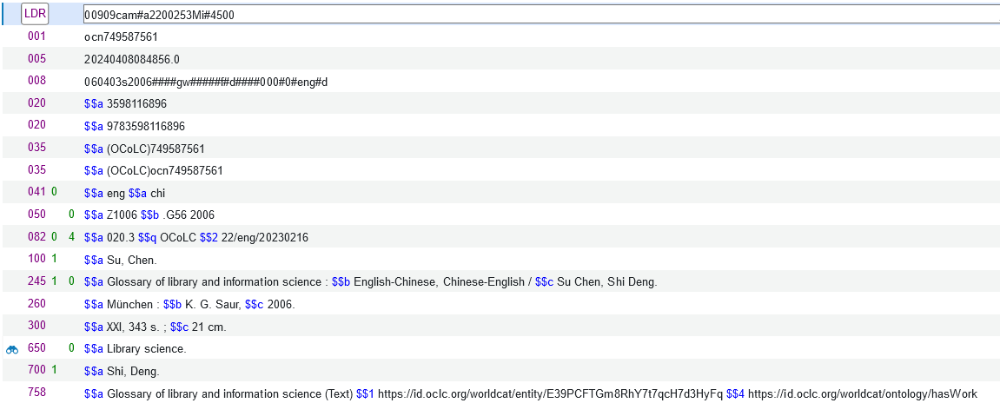 LDR 00909cam#a2200253Mi#4500
001 ocn749587561
005 20240408084856.0
008 060403s2006####gw#####f#d####000#0#eng#d
020 $$a 3598116896
020 $$a 9783598116896
035 $$a (OCoLC)749587561
035 $$a (OCoLC)ocn749587561
041 0 $$a eng $$a chi
050 0 $$a Z1006 $$b .G56 2006
082 0 4 $$a 020.3 $$q OCoLC $$2 22/eng/20230216
100 1 $$a Su, Chen.
245 1 0 $$a Glossary of library and information science : $$b English-Chinese, Chinese-English / $$c Su Chen, Shi Deng.
260 $$a München : $$b K. G. Saur, $$c 2006.
300 $$a XXI, 343 s. ; $$c 21 cm.
650 0 $$a Library science.
700 1 $$a Shi, Deng.
758 $$a Glossary of library and information science (Text) $$1 https://id.oclc.org/worldcat/entity/E39PCFTGm8RhY7t7qcH7d3HyFq $$4 https://id.oclc.org/worldcat/ontology/hasWork